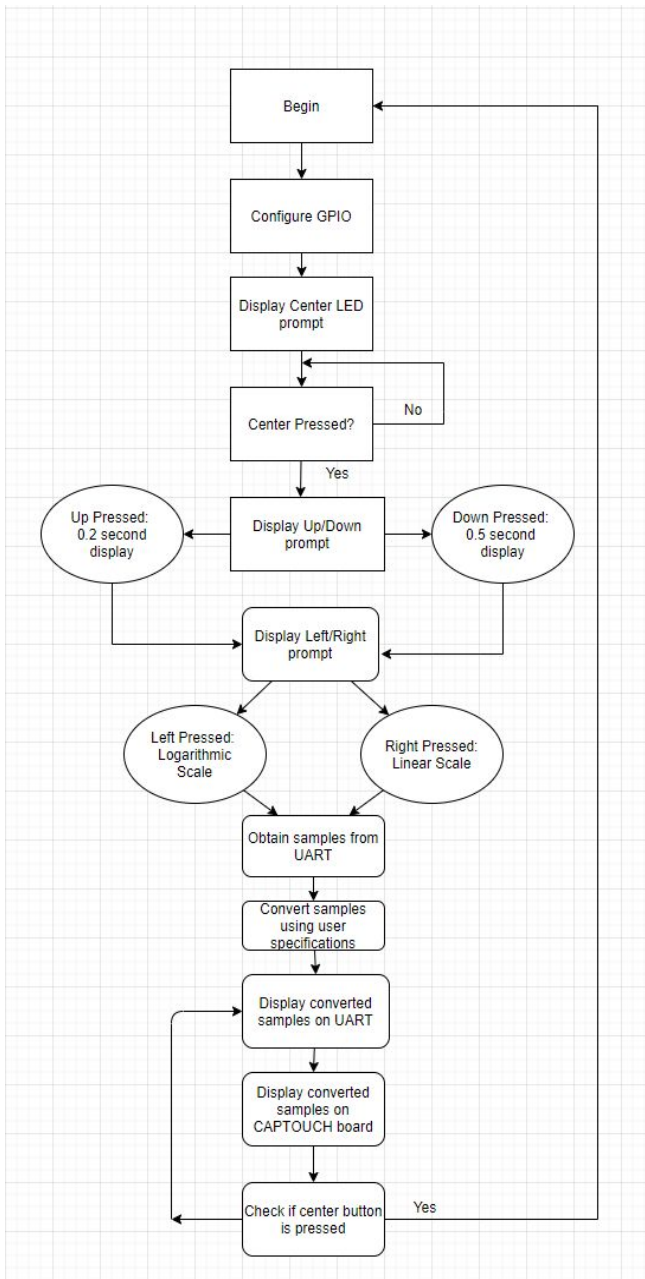 Begin
Configure GPIO
Display Center LED
prompt
Center Pressed?
No
Yes
Up Pressed:
0.2 second
display
Display Up/Down
prompt
Down Pressed:
0.5 second
display
Display Left/Right
prompt
Left Pressed:
Logarithmic
Scale
Right Pressed:
Linear Scale
Obtain samples from
UART
Convert samples
using user
specifications
Display converted
samples on UART
Display converted
samples on
CAPTOUCH board
Check if center button
is pressed
Yes